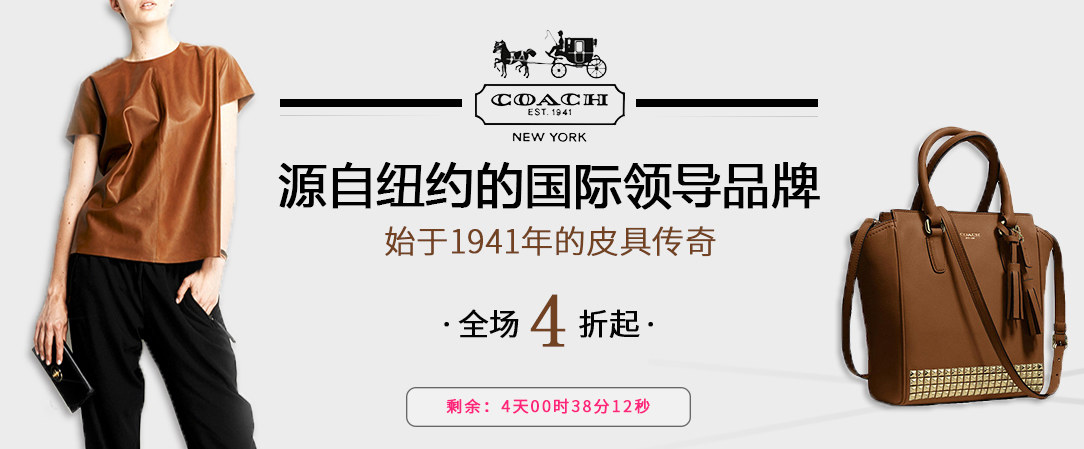 COACH
EST. 1941
NEW YORK
源自纽约的国际领导品牌
始于1941年的皮具传奇
·全场4折起·
剩余：4天00时38分12秒
COACH